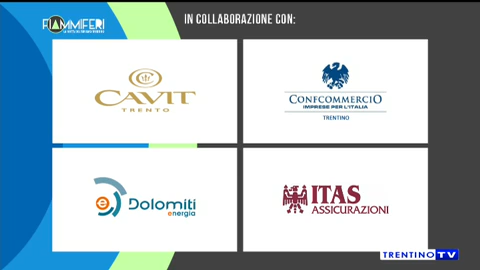 FIAMMIFERI
IN COLLABORAZIONE CON:
CAVIT
TRENTO
CONFCOMMERCIO
IMPRESE PER L'ITALIA
TRENTINO
Dolomiti
energia
ITAS
ASSICURAZIONI
TRENTINO TV